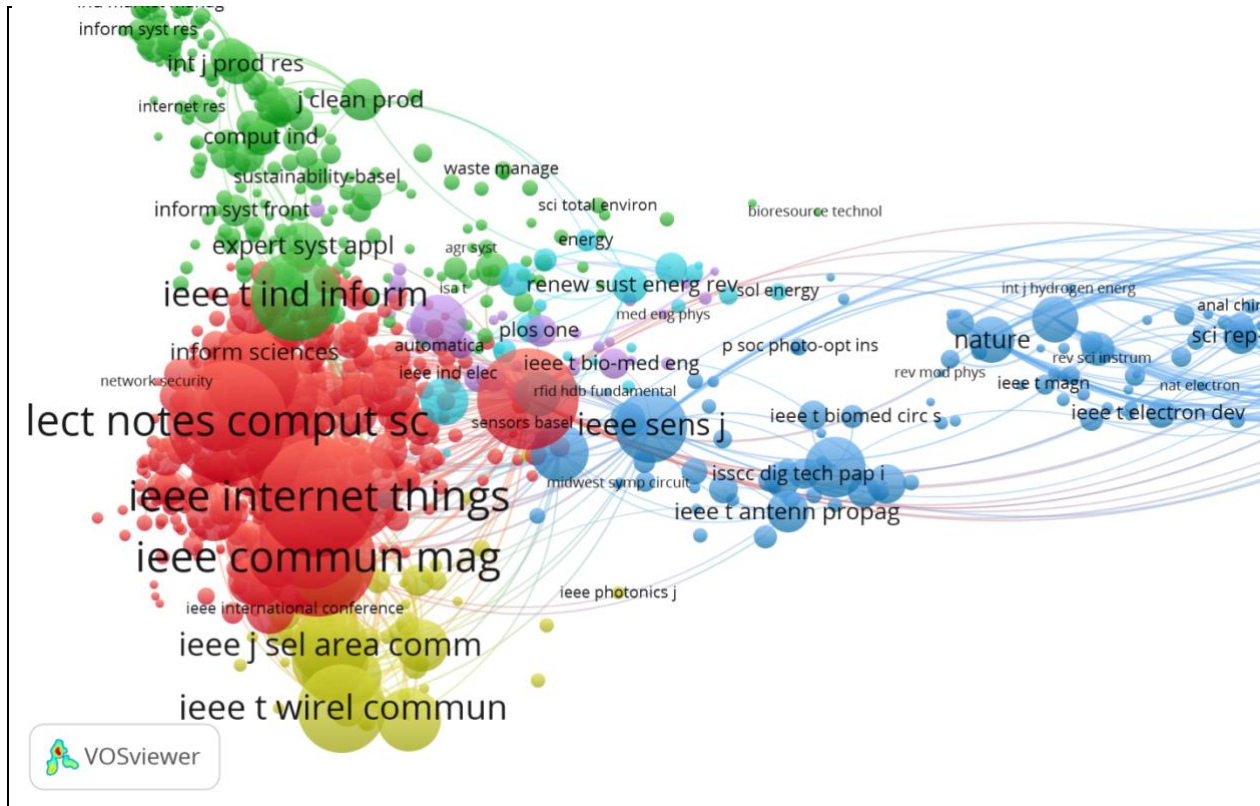 ind market manag
inform syst res
int j prod res
j clean prod
internet res
comput ind
waste manage
sustainability-basel
sci total environ
inform syst front
bioresource technol
energy
expert syst appl
agr syst
isa t
renew sust energ rev
sol energy
int j hydrogen energ
ieee t ind inform
med eng phys
anal chim
plos one
nature
sci rep-
automatica
p soc photo-opt ins
inform sciences
rev sci instrum
ieee t bio-med eng
ieee ind elec
rev mod phys
network security
ieee t magn
nat electron
rfid hdb fundamental
ieee t electron dev
ieee t biomed circ s
lect notes comput sc
sensors basel
ieee sens j
isscc dig tech pap i
midwest symp circuit
ieee internet things
ieee t antenn propag
ieee commun mag
ieee photonics j
ieee international conference
ieee j sel area comm
ieee t wirel commun
VOSviewer